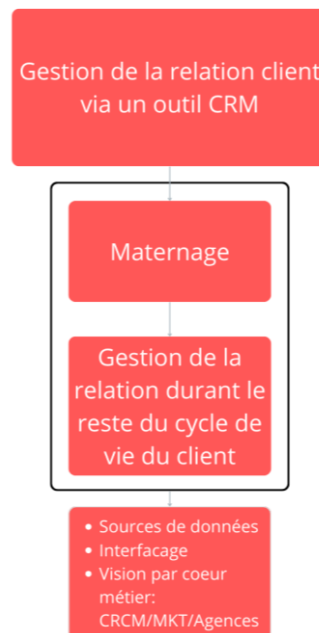 Gestion de la relation client
via un outil CRM
Maternage
Gestion de la
relation durant le
reste du cycle de
vie du client
• Sources de données
• Interfacage
• Vision par coeur
métier:
CRCM/MKT/Agences